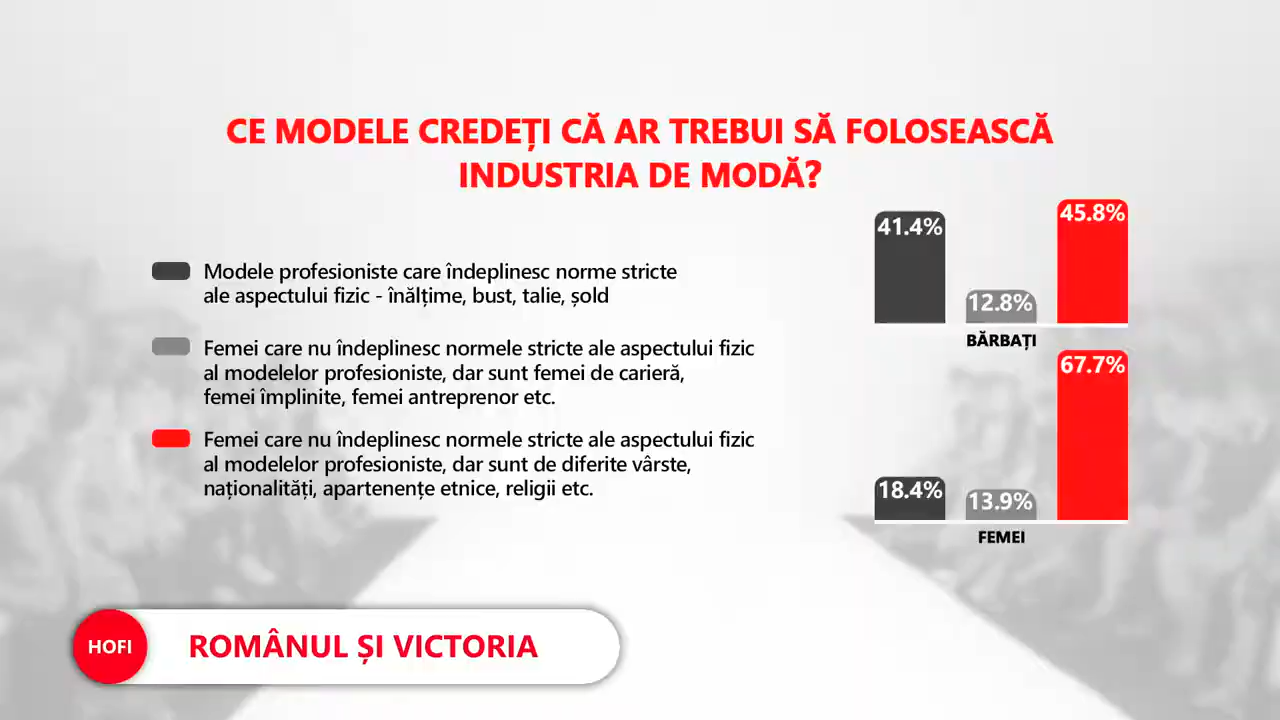 CE MODELE CREDEȚI CĂ AR TREBUI SĂ FOLOSEASCĂ
INDUSTRIA DE MODĂ?
Modele profesioniste care îndeplinesc norme stricte
ale aspectului fizic - înălțime, bust, talie, șold
Femei care nu îndeplinesc normele stricte ale aspectului fizic
al modelelor profesioniste, dar sunt femei de carieră,
femei împlinite, femei antreprenor etc.
Femei care nu îndeplinesc normele stricte ale aspectului fizic
al modelelor profesioniste, dar sunt de diferite vârste,
naționalități, apartenențe etnice, religii etc.
41.4%
12.8%
45.8%
BĂRBAȚI
18.4%
13.9%
67.7%
FEMEI
HOFI
ROMÂNUL ȘI VICTORIA